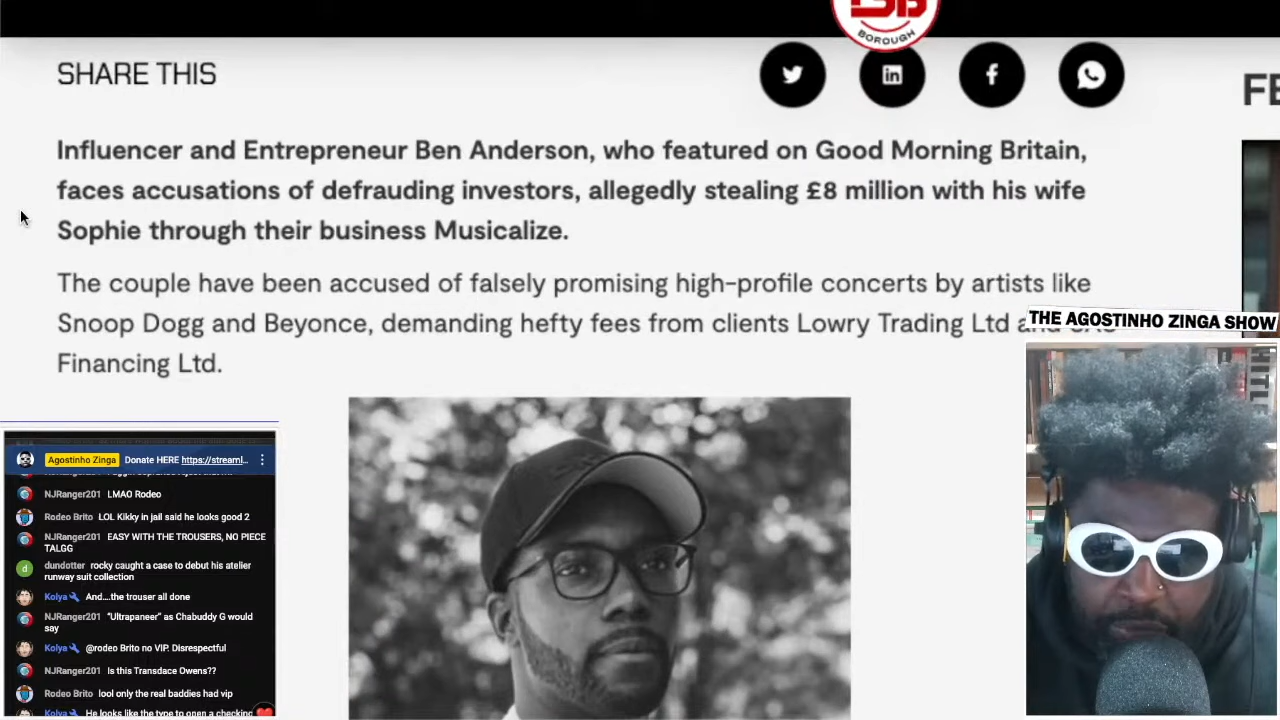 BOROUGH
SHARE THIS
FE
Influencer and Entrepreneur Ben Anderson, who featured on Good Morning Britain,
faces accusations of defrauding investors, allegedly stealing £8 million with his wife
Sophie through their business Musicalize.
The couple have been accused of falsely promising high-profile concerts by artists like
Snoop Dogg and Beyonce, demanding hefty fees from clients Lowry Trading Ltd and
Financing Ltd.
THE AGOSTINHO ZINGA SHOW
Agostinho Zinga Donate HERE https://streaml...
NJRanger201 LMAO Rodeo
Rodeo Brito LOL Kikky in jail said he looks good 2
NJRanger201 EASY WITH THE TROUSERS, NO PIECE
TALGG
d dundotter rocky caught a case to debut his atelier
runway suit collection
Kolya And....the trouser all done
NJRanger201 "Ultrapaneer" as Chabuddy G would
say
Kolya @rodeo Brito no VIP. Disrespectful
NJRanger201 Is this Transdace Owens??
Rodeo Brito lool only the real baddies had vip
Kolya He looks like the type to open a checking